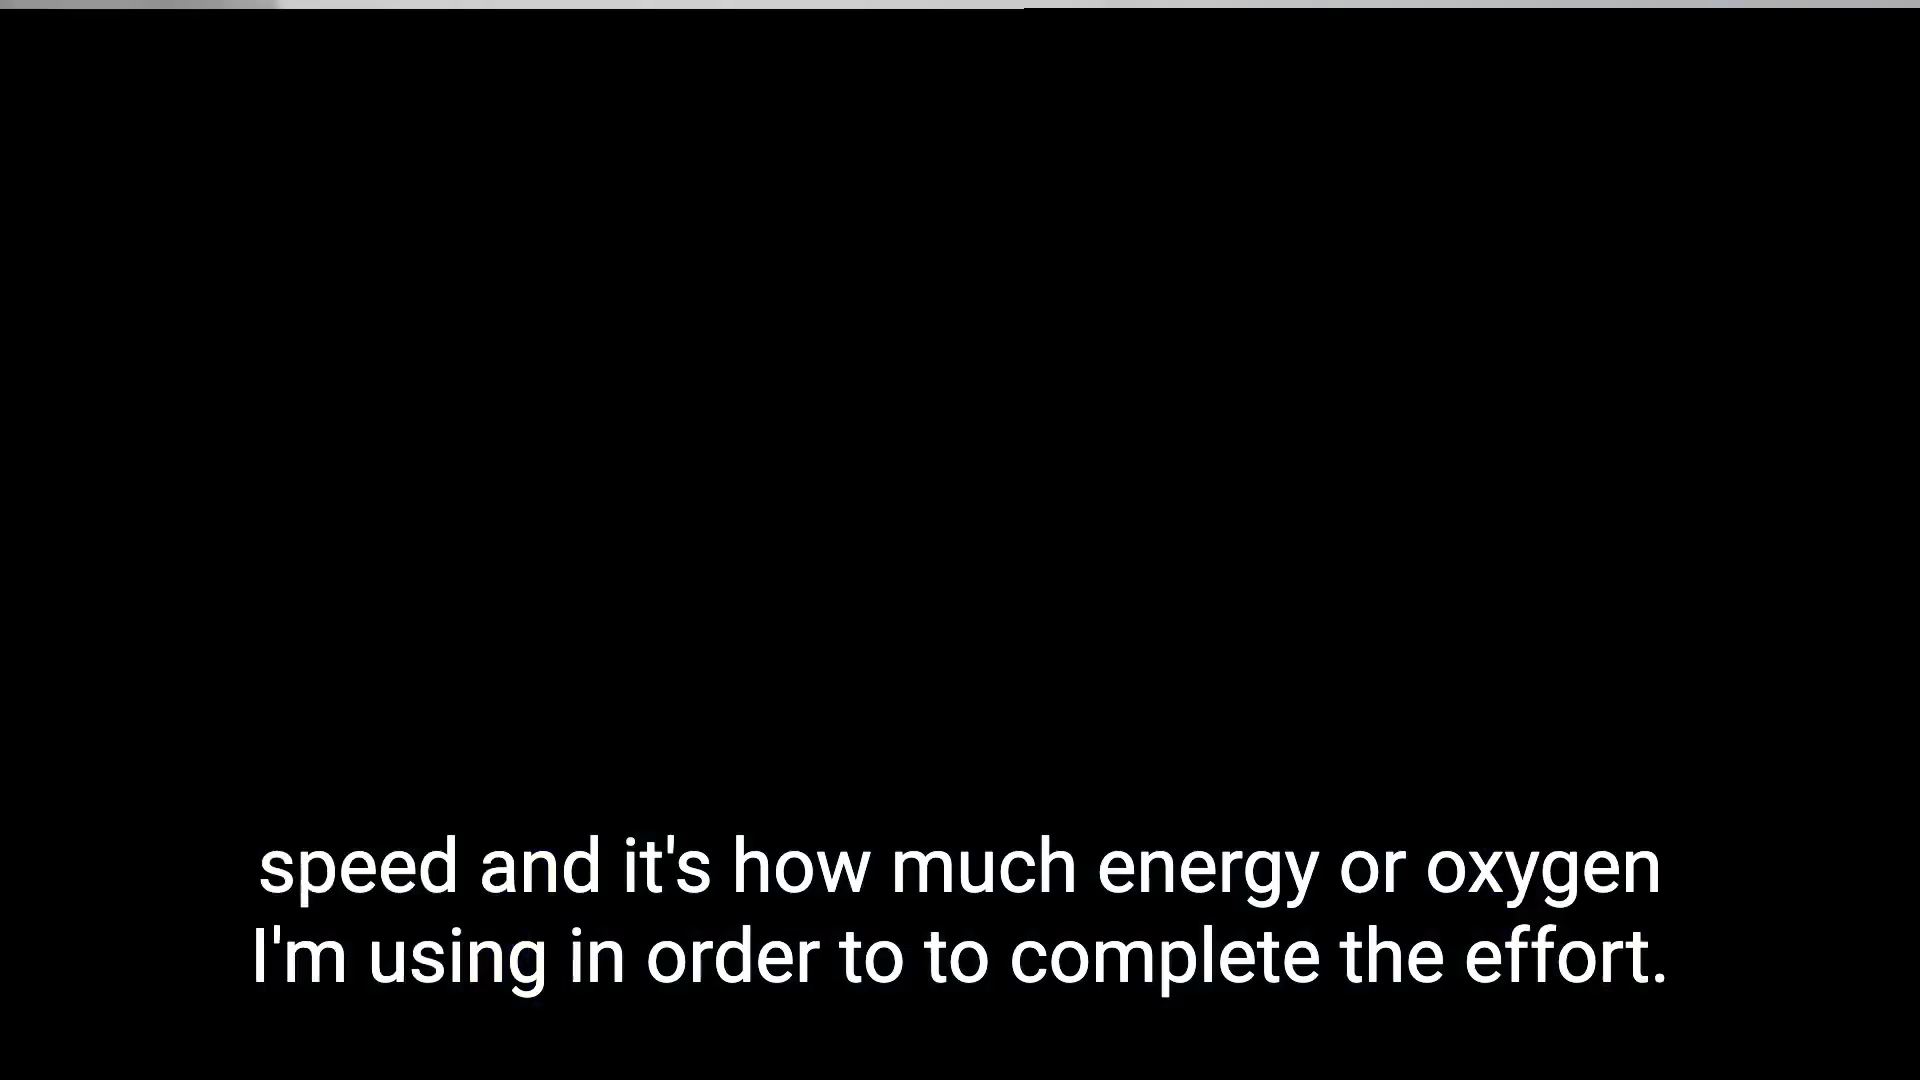 speed and it's how much energy or oxygen
I'm using in order to to complete the effort.